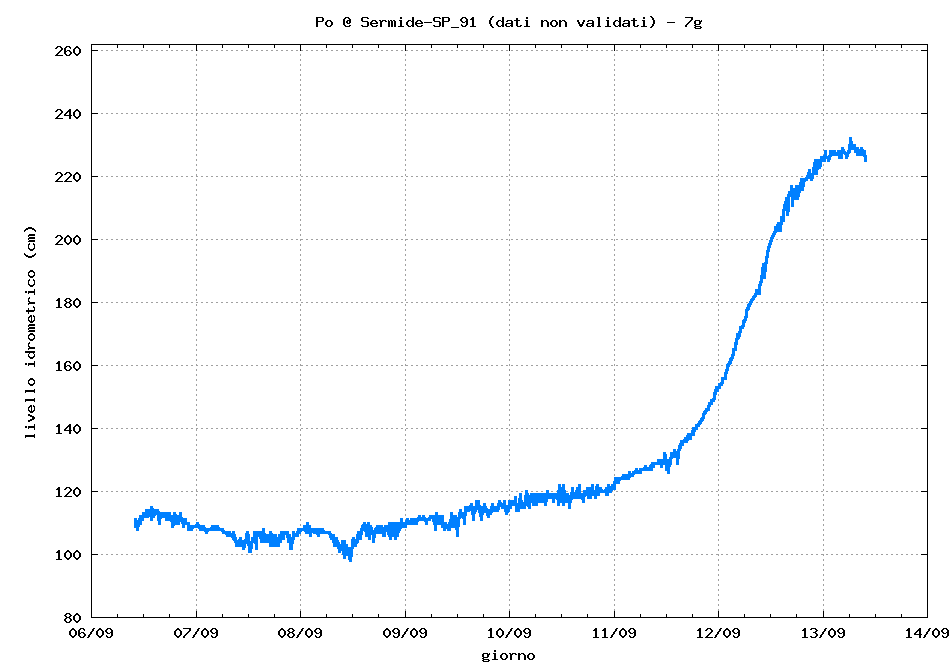 Po @ Sermide-SP_91 (dati non validati) - 7g
livello idrometrico (cm)
260
240
220
200
180
160
140
120
100
80
06/09 07/09 08/09 09/09 10/09 11/09 12/09 13/09 14/09
giorno